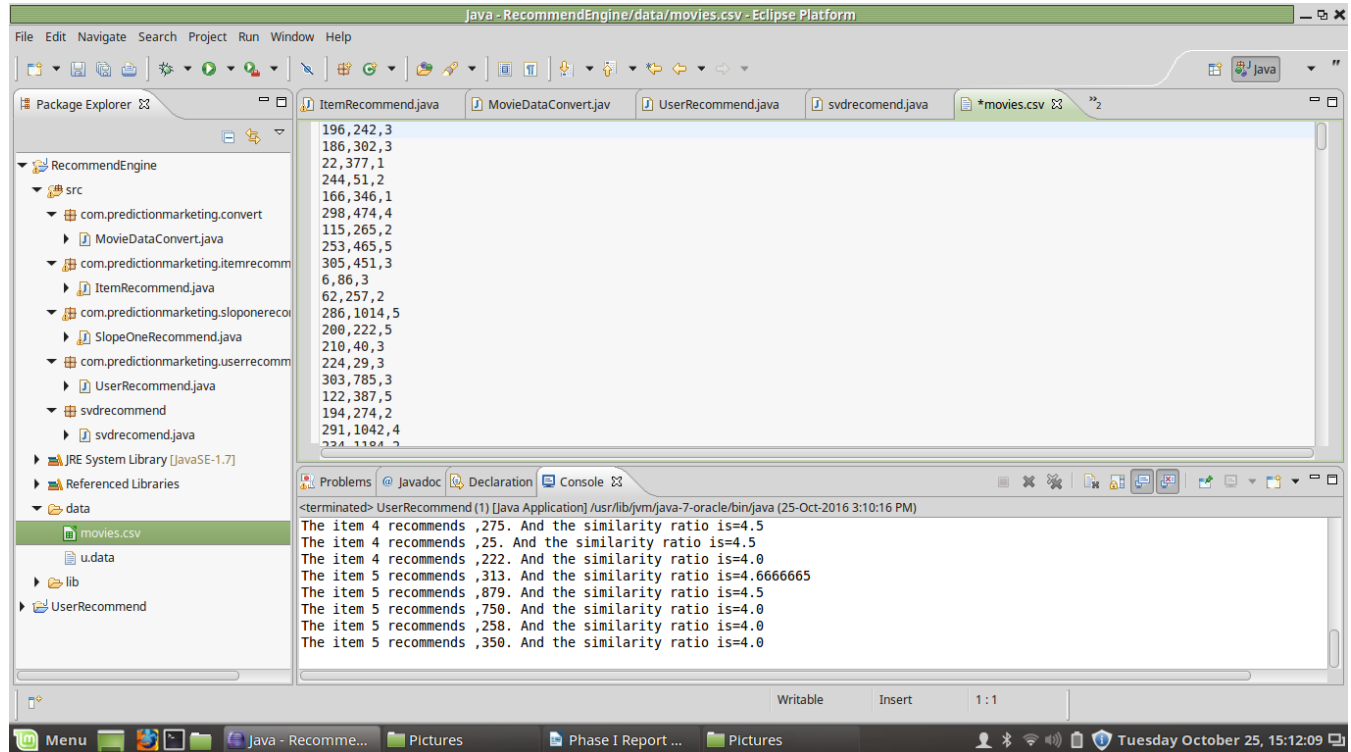 Java - RecommendEngine/data/movies.csv - Eclipse Platform
File Edit Navigate Search Project Run Window Help
Java
"
Package Explorer
ItemRecommend.java MovieDataConvert.jav UserRecommend.java svdrecomend.java *movies.csv »2
RecommendEngine
src
com.predictionmarketing.convert
MovieDataConvert.java
com.predictionmarketing.itemrecomm
ItemRecommend.java
com.predictionmarketing.sloponereco
SlopeOneRecommend.java
com.predictionmarketing.userrecomm
UserRecommend.java
svdrecommend
svdrecomend.java
JRE System Library [JavaSE-1.7]
Referenced Libraries
data
movies.csv
u.data
lib
UserRecommend
196,242,3
186,302,3
22,377,1
244,51,2
166,346,1
298,474,4
115,265,2
253,465,5
305,451,3
6,86,3
62,257,2
286,1014,5
200,222,5
210,40,3
224,29,3
303,785,3
122,387,5
194,274,2
291,1042,4
234,1184,2
Problems @ Javadoc Declaration Console
<terminated> UserRecommend (1) [Java Application] /usr/lib/jvm/java-7-oracle/bin/java (25-Oct-2016 3:10:16 PM)
The item 4 recommends ,275. And the similarity ratio is=4.5
The item 4 recommends ,25. And the similarity ratio is=4.5
The item 4 recommends ,222. And the similarity ratio is=4.0
The item 5 recommends ,313. And the similarity ratio is=4.6666665
The item 5 recommends ,879. And the similarity ratio is=4.5
The item 5 recommends ,750. And the similarity ratio is=4.0
The item 5 recommends ,258. And the similarity ratio is=4.0
The item 5 recommends ,350. And the similarity ratio is=4.0
Writable Insert 1 : 1
Menu Java - Recomme... Pictures Phase I Report ... Pictures Tuesday October 25, 15:12:09